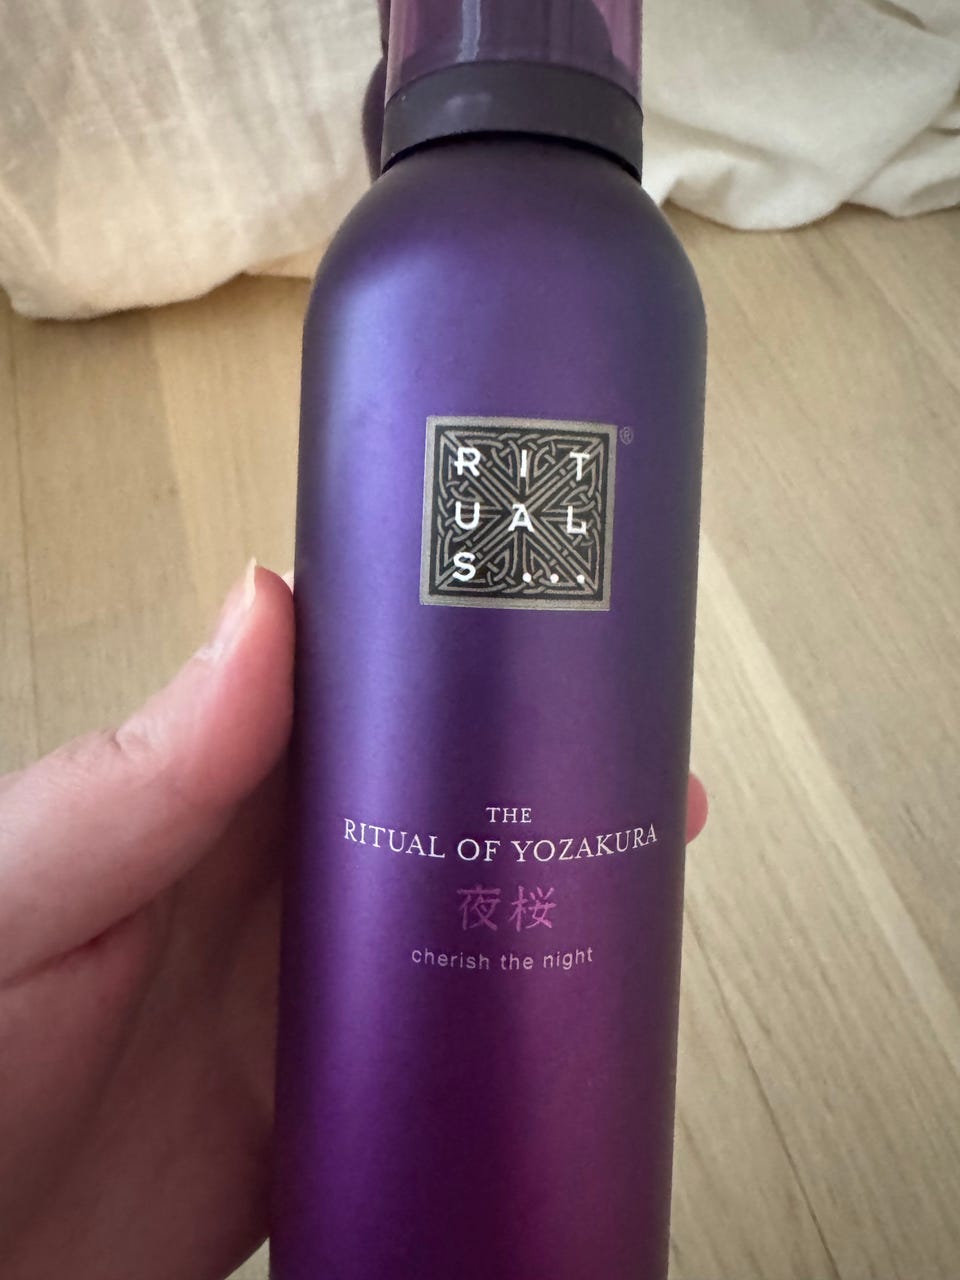 RIT
UAL
S...
®
THE
RITUAL OF YOZAKURA
夜桜
cherish the night